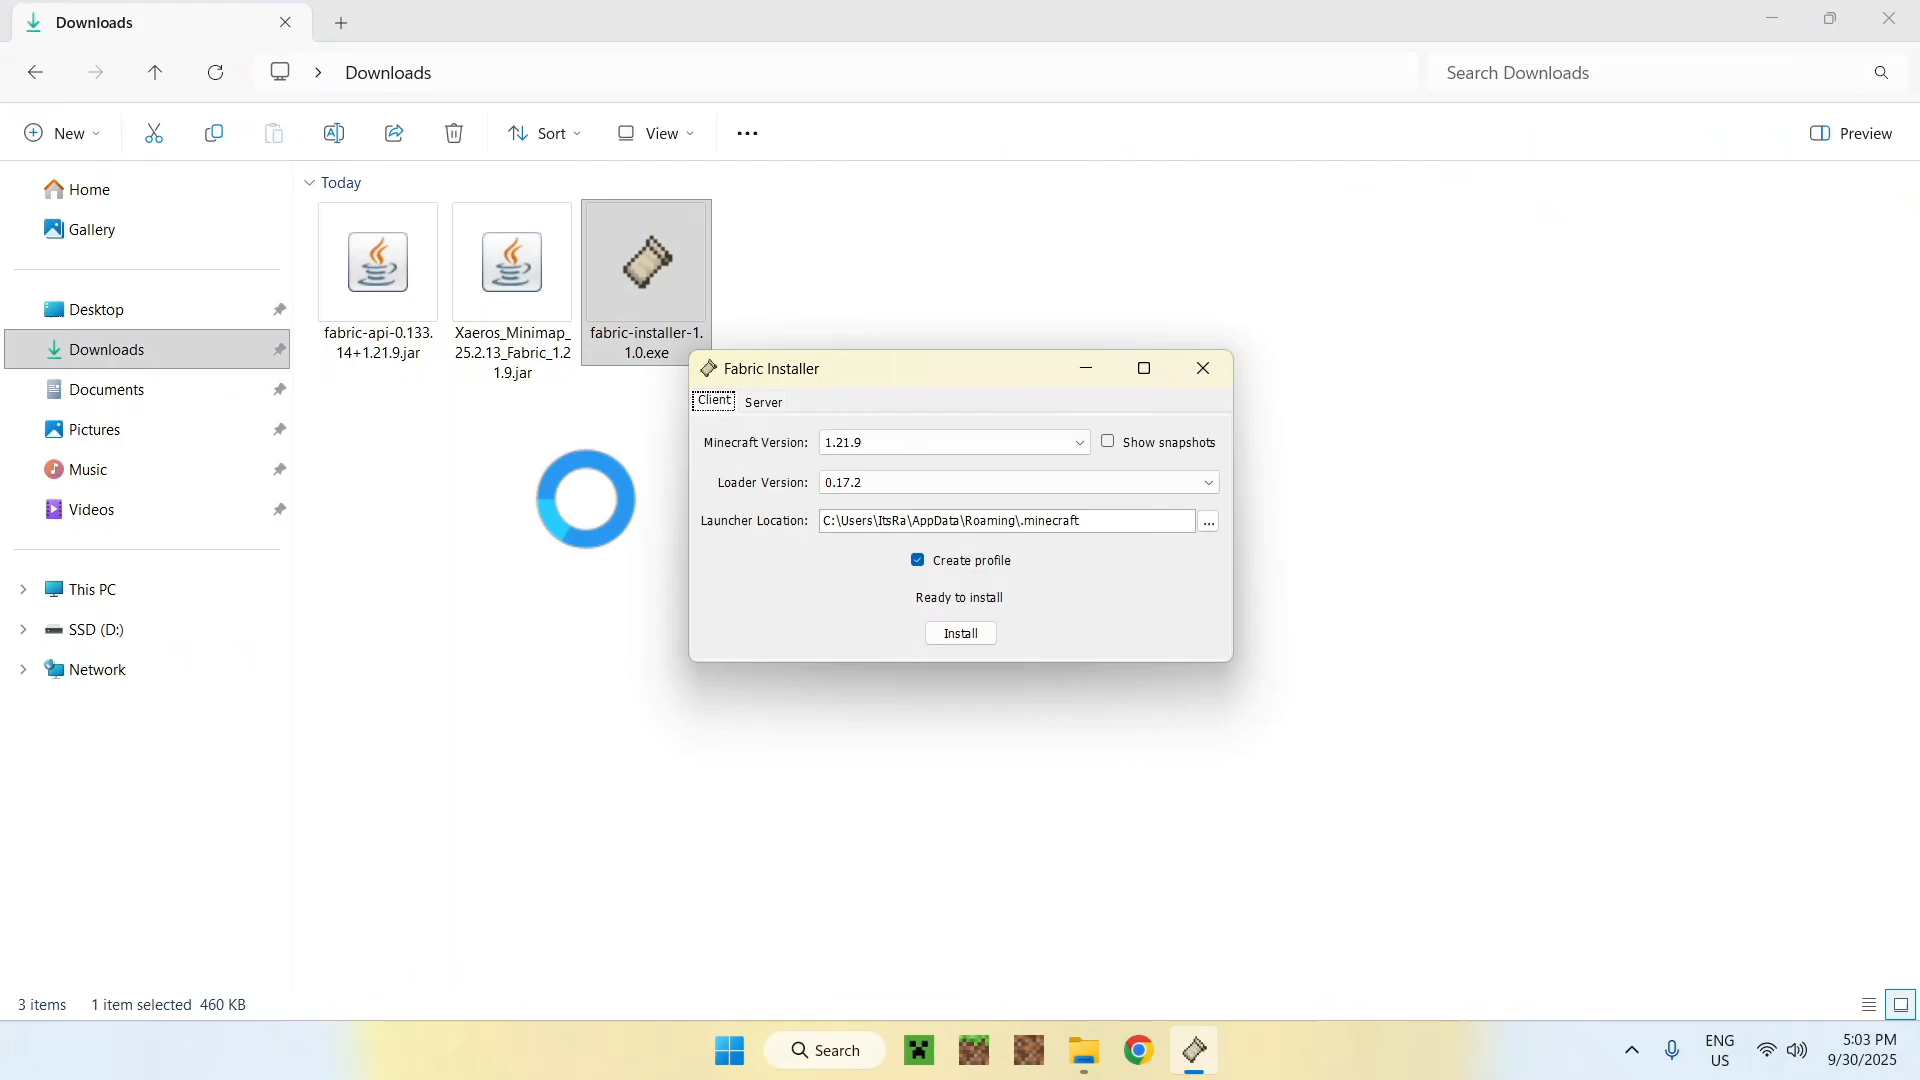 Downloads
Downloads
Search Downloads
New
Sort
View
Preview
Home
Gallery
Desktop
Downloads
Documents
Pictures
Music
Videos
This PC
SSD (D:)
Network
Today
fabric-api-0.133.
14+1.21.9.jar
Xaeros_Minimap_
25.2.13_Fabric_1.2
1.9.jar
fabric-installer-1.
1.0.exe
Fabric Installer
Client Server
Minecraft Version: 1.21.9 Show snapshots
Loader Version: 0.17.2
Launcher Location: C:\Users\ItsRa\AppData\Roaming\.minecraft ...
Create profile
Ready to install
Install
3 items 1 item selected 460 KB
Search
ENG
US
5:03 PM
9/30/2025